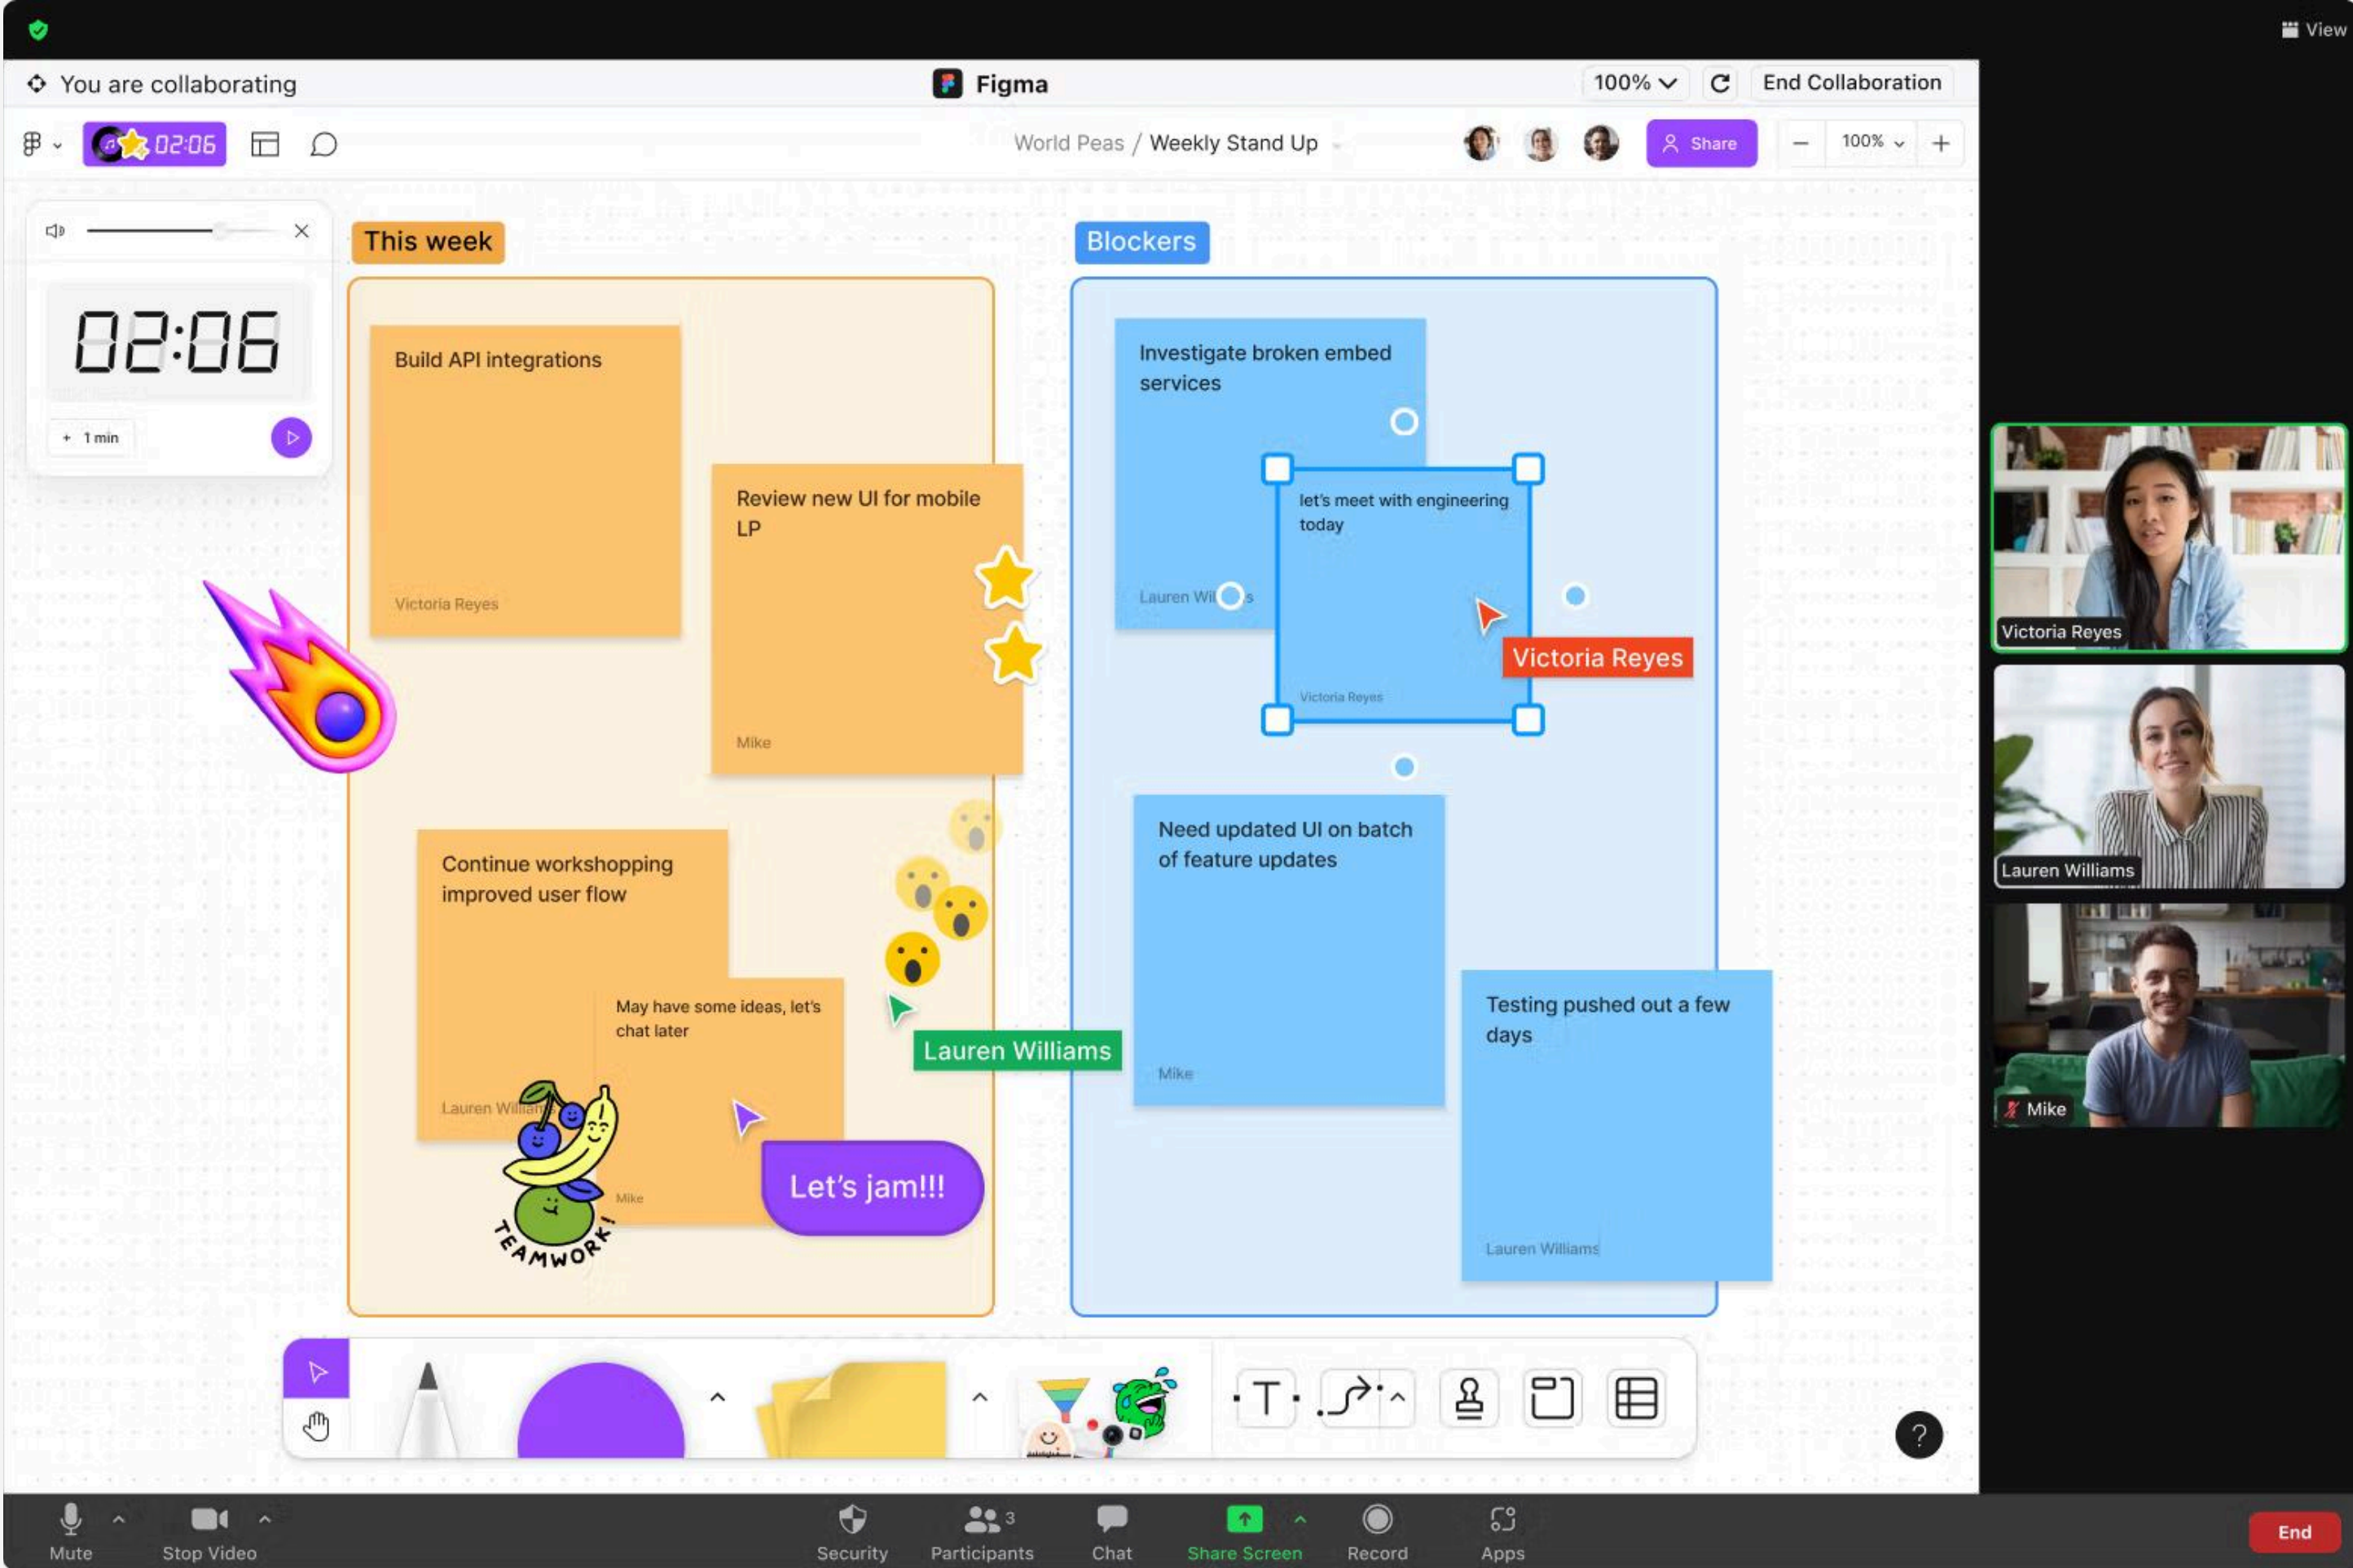 View
You are collaborating
Figma
100%
End Collaboration
02:06
World Peas / Weekly Stand Up
Share
100%
02:06
+ 1 min
This week
Build API integrations
Victoria Reyes
Review new UI for mobile
LP
Mike
Continue workshopping
improved user flow
Lauren Williams
May have some ideas, let's
chat later
Mike
TEAMWORK!
Let's jam!!!
Lauren Williams
Blockers
Investigate broken embed
services
Lauren Wil s
let's meet with engineering
today
Victoria Reyes
Victoria Reyes
Need updated UI on batch
of feature updates
Mike
Testing pushed out a few
days
Lauren Williams
T
?
Victoria Reyes
Lauren Williams
Mike
Mute
Stop Video
Security
3
Participants
Chat
Share Screen
Record
Apps
End